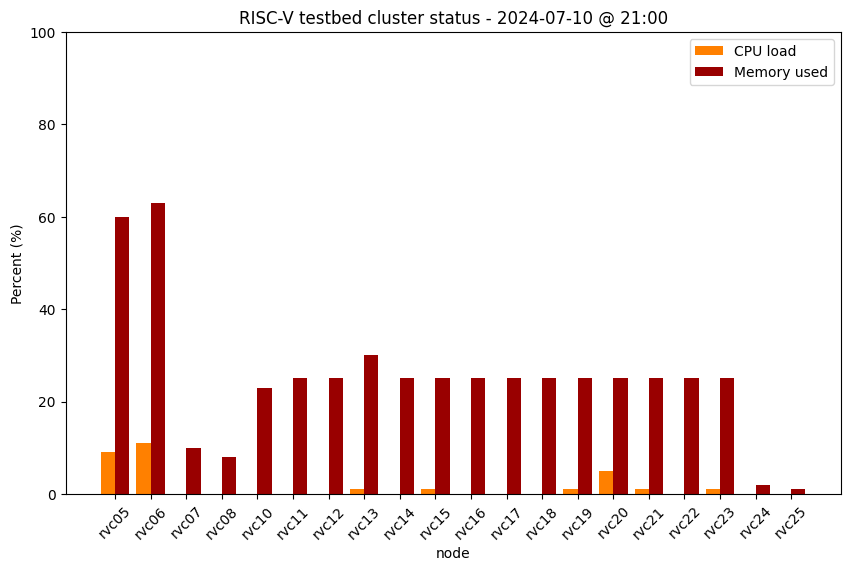 RISC-V testbed cluster status - 2024-07-10 @ 21:00
CPU load
Memory used
Percent (%)
100
80
60
40
20
0
rvc05
rvc06
rvc07
rvc08
rvc10
rvc11
rvc12
rvc13
rvc14
rvc15
rvc16
rvc17
rvc18
rvc19
rvc20
rvc21
rvc22
rvc23
rvc24
rvc25
node